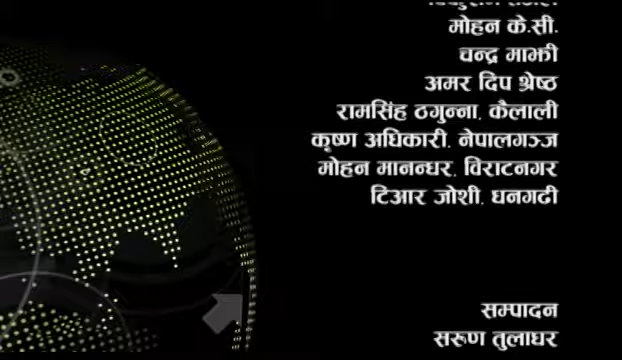 मोहन के.सी.
चन्द्र माझी
अमर दिप श्रेष्ठ
रामसिंह ठगुन्ना, कैलाली
कृष्ण अधिकारी, नेपालगञ्ज
मोहन मानन्धर, विराटनगर
टिआर जोशी, धनगढी
सम्पादन
सरुण तुलाधर